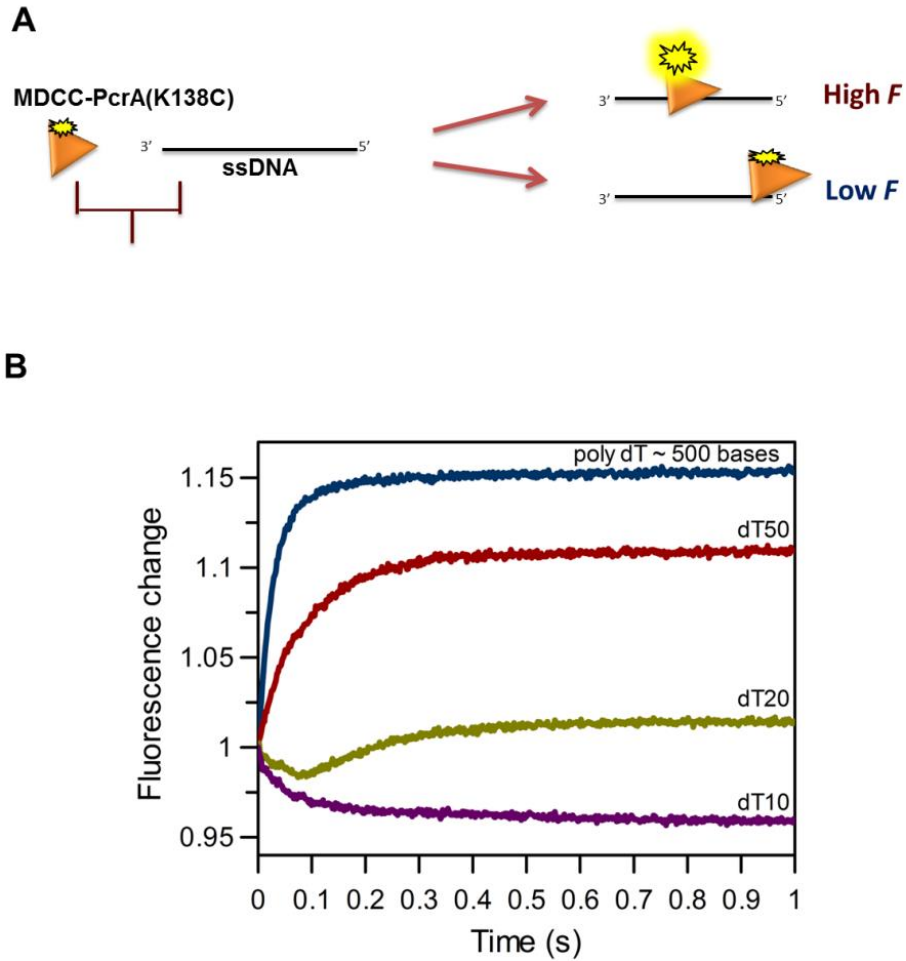 A
MDCC-PcrA(K138C)
3’ 5’
ssDNA
3’ 5’
High F
3’ 5’
Low F
B
poly dT ~ 500 bases
dT50
dT20
dT10
1.15
1.1
1.05
1
0.95
Fluorescence change
0 0.1 0.2 0.3 0.4 0.5 0.6 0.7 0.8 0.9 1
Time (s)